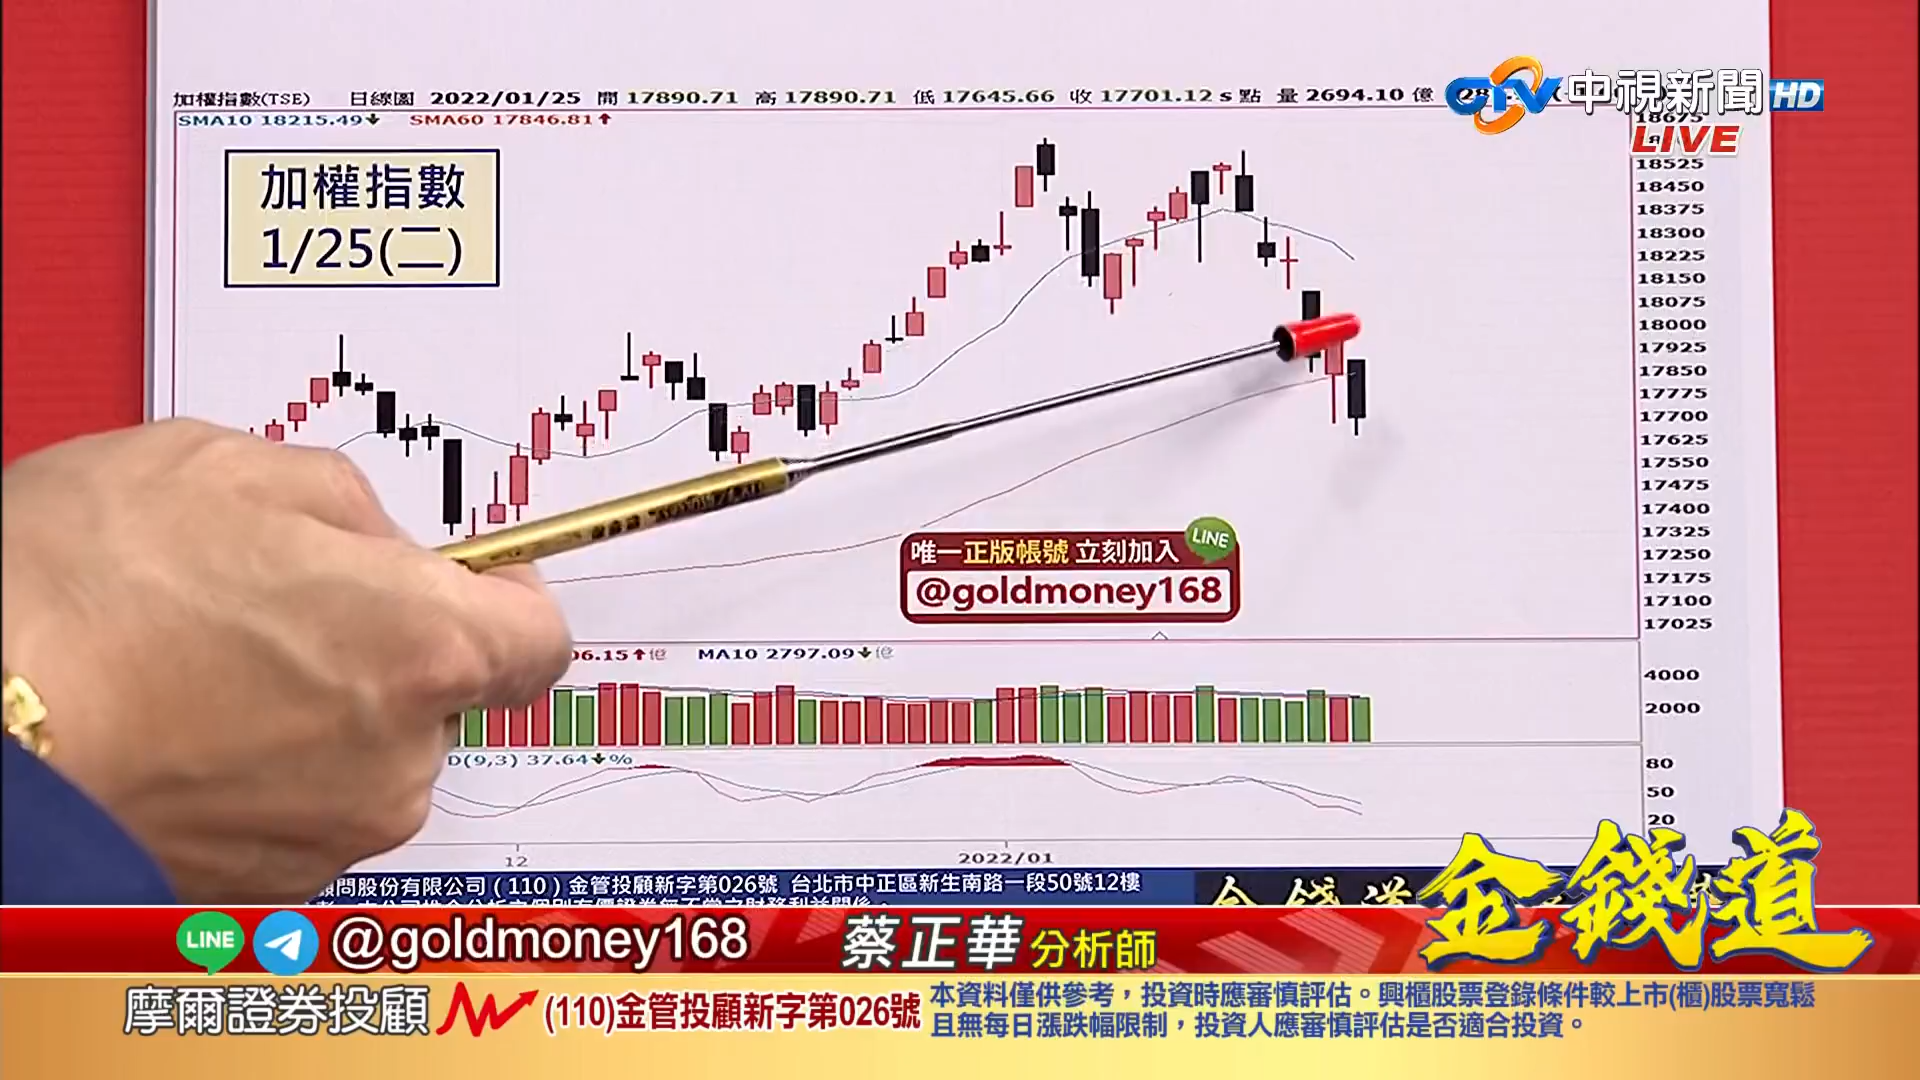 加權指數(TSE) 日線圖 2022/01/25 開 17890.71 高 17890.71 低 17645.66 收 17701.12 s 點 量 2694.10 億
CTV 中視新聞 HD
LIVE
SMA10 18215.49↓ SMA60 17846.81↑
加權指數
1/25(二)
18675
18525
18450
18375
18300
18225
18150
18075
18000
17925
17850
17775
17700
17625
17550
17475
17400
17325
17250
17175
17100
17025
唯一正版帳號 立刻加入 LINE
@goldmoney168
06.15↑億 MA10 2797.09↓億
4000
2000
D(9,3) 37.64↓%
80
50
20
12
2022/01
顧問股份有限公司(110)金管投顧新字第026號 台北市中正區新生南路一段50號12樓
金錢道
LINE @goldmoney168 蔡正華 分析師
摩爾證券投顧 (110)金管投顧新字第026號
本資料僅供參考，投資時應審慎評估。興櫃股票登錄條件較上市(櫃)股票寬鬆
且無每日漲跌幅限制，投資人應審慎評估是否適合投資。